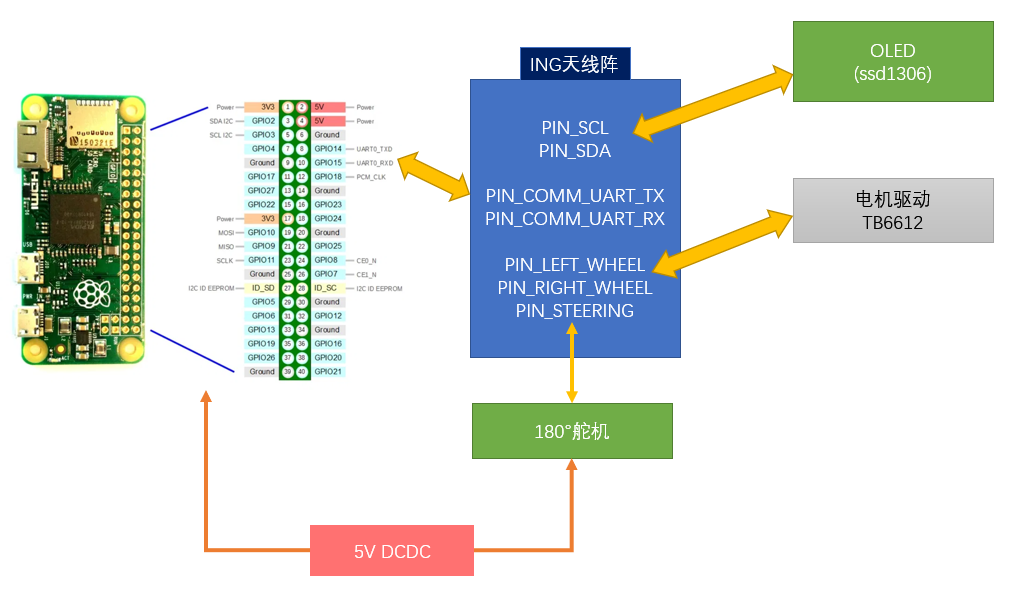 ING天线阵
OLED
(ssd1306)
PIN_SCL
PIN_SDA
PIN_COMM_UART_TX
PIN_COMM_UART_RX
PIN_LEFT_WHEEL
PIN_RIGHT_WHEEL
PIN_STEERING
电机驱动
TB6612
180°舵机
5V DCDC
Power 3V3 1 2 5V Power
SDA I2C GPIO2 3 4 5V Power
SCL I2C GPIO3 5 6 Ground
GPIO4 7 8 GPIO14 UART0_TXD
Ground 9 10 GPIO15 UART0_RXD
GPIO17 11 12 GPIO18 PCM_CLK
GPIO27 13 14 Ground
GPIO22 15 16 GPIO23
Power 3V3 17 18 GPIO24
MOSI GPIO10 19 20 Ground
MISO GPIO9 21 22 GPIO25
SCLK GPIO11 23 24 GPIO8 CE0_N
Ground 25 26 GPIO7 CE1_N
I2C ID EEPROM ID_SD 27 28 ID_SC I2C ID EEPROM
GPIO5 29 30 Ground
GPIO6 31 32 GPIO12
GPIO13 33 34 Ground
GPIO19 35 36 GPIO16
GPIO26 37 38 GPIO20
Ground 39 40 GPIO21
HDMI
USB
PWR IN